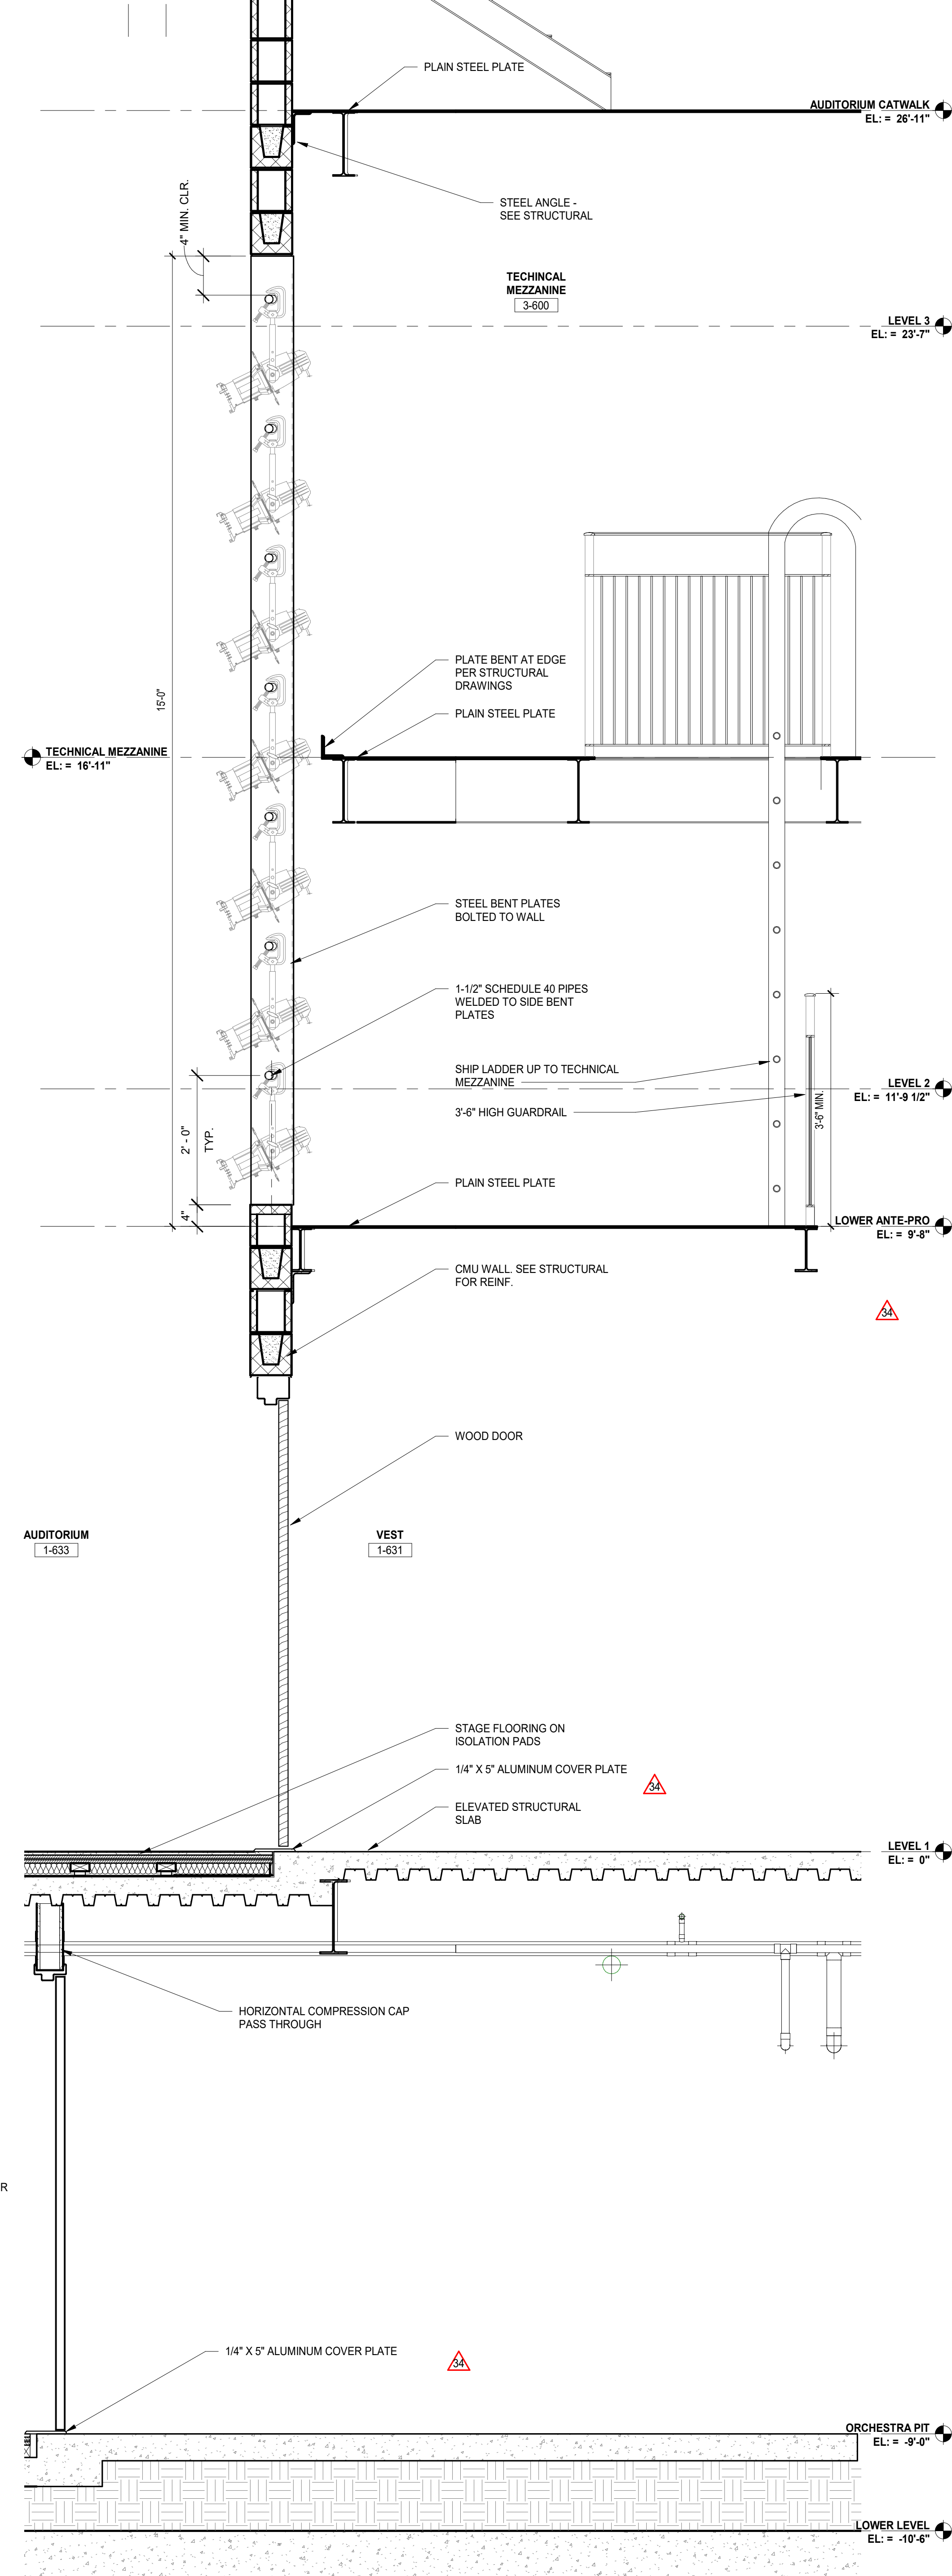 PLAIN STEEL PLATE
AUDITORIUM CATWALK
EL: = 26'-11"
4" MIN. CLR.
STEEL ANGLE -
SEE STRUCTURAL
TECHINCAL
MEZZANINE
3-600
LEVEL 3
EL: = 23'-7"
15'-0"
PLATE BENT AT EDGE
PER STRUCTURAL
DRAWINGS
PLAIN STEEL PLATE
TECHNICAL MEZZANINE
EL: = 16'-11"
STEEL BENT PLATES
BOLTED TO WALL
1-1/2" SCHEDULE 40 PIPES
WELDED TO SIDE BENT
PLATES
SHIP LADDER UP TO TECHNICAL
MEZZANINE
LEVEL 2
EL: = 11'-9 1/2"
3'-6" HIGH GUARDRAIL
3'-6" MIN.
2' - 0"
TYP.
PLAIN STEEL PLATE
4"
LOWER ANTE-PRO
EL: = 9'-8"
CMU WALL. SEE STRUCTURAL
FOR REINF.
34
WOOD DOOR
AUDITORIUM
1-633
VEST
1-631
STAGE FLOORING ON
ISOLATION PADS
1/4" X 5" ALUMINUM COVER PLATE
34
ELEVATED STRUCTURAL
SLAB
LEVEL 1
EL: = 0"
HORIZONTAL COMPRESSION CAP
PASS THROUGH
R
1/4" X 5" ALUMINUM COVER PLATE
34
ORCHESTRA PIT
EL: = -9'-0"
LOWER LEVEL
EL: = -10'-6"